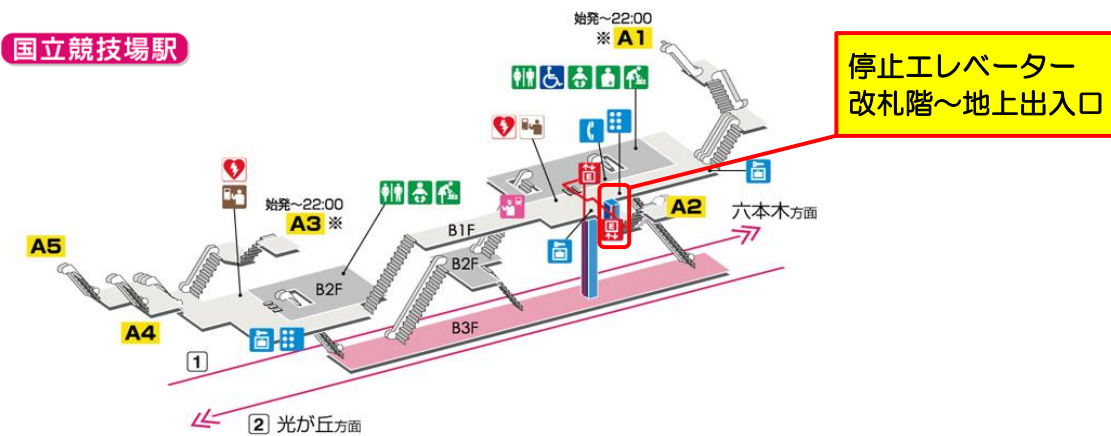 国立競技場駅
始発～22:00
※ A1
停止エレベーター
改札階～地上出入口
始発～22:00
A3 ※
A5
A4
B2F
B1F
B2F
B3F
E
E
A2
六本木方面
1
2 光が丘方面